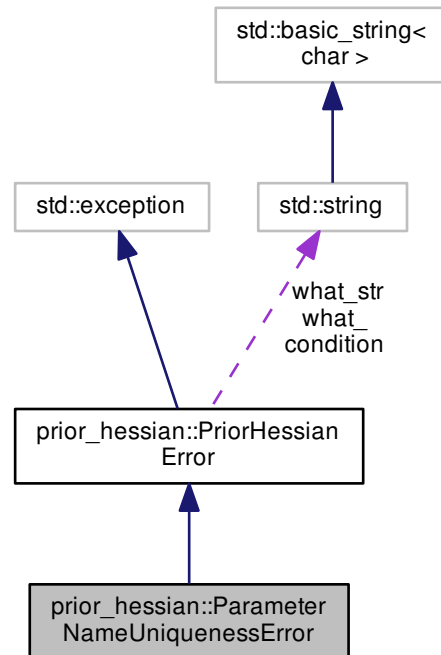 std::basic_string<
char >
std::exception
std::string
what_str
what_
condition
prior_hessian::PriorHessian
Error
prior_hessian::Parameter
NameUniquenessError